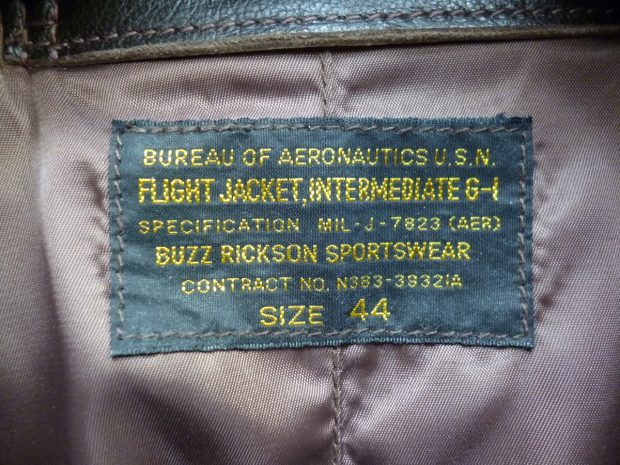 BUREAU OF AERONAUTICS U.S.N.
FLIGHT JACKET, INTERMEDIATE G-1
SPECIFICATION MIL-J-7823 (AER)
BUZZ RICKSON SPORTSWEAR
CONTRACT NO. N383-39321A
SIZE 44